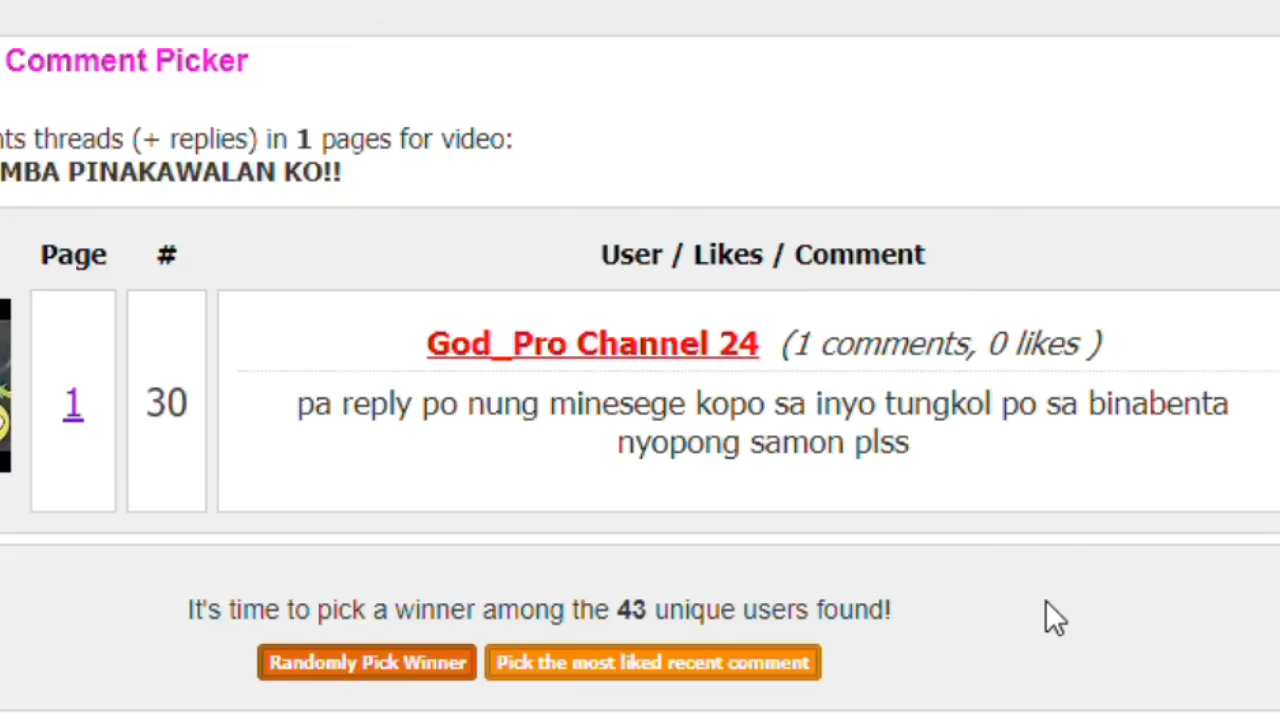 Comment Picker
threads (+ replies) in 1 pages for video:
PINAKAWALAN KO!!
Page # User / Likes / Comment
1 30 God_Pro Channel 24 (1 comments, 0 likes )
pa reply po nung minesege kopo sa inyo tungkol po sa binabenta
nyopong samon plss
It's time to pick a winner among the 43 unique users found!
Randomly Pick Winner Pick the most liked recent comment